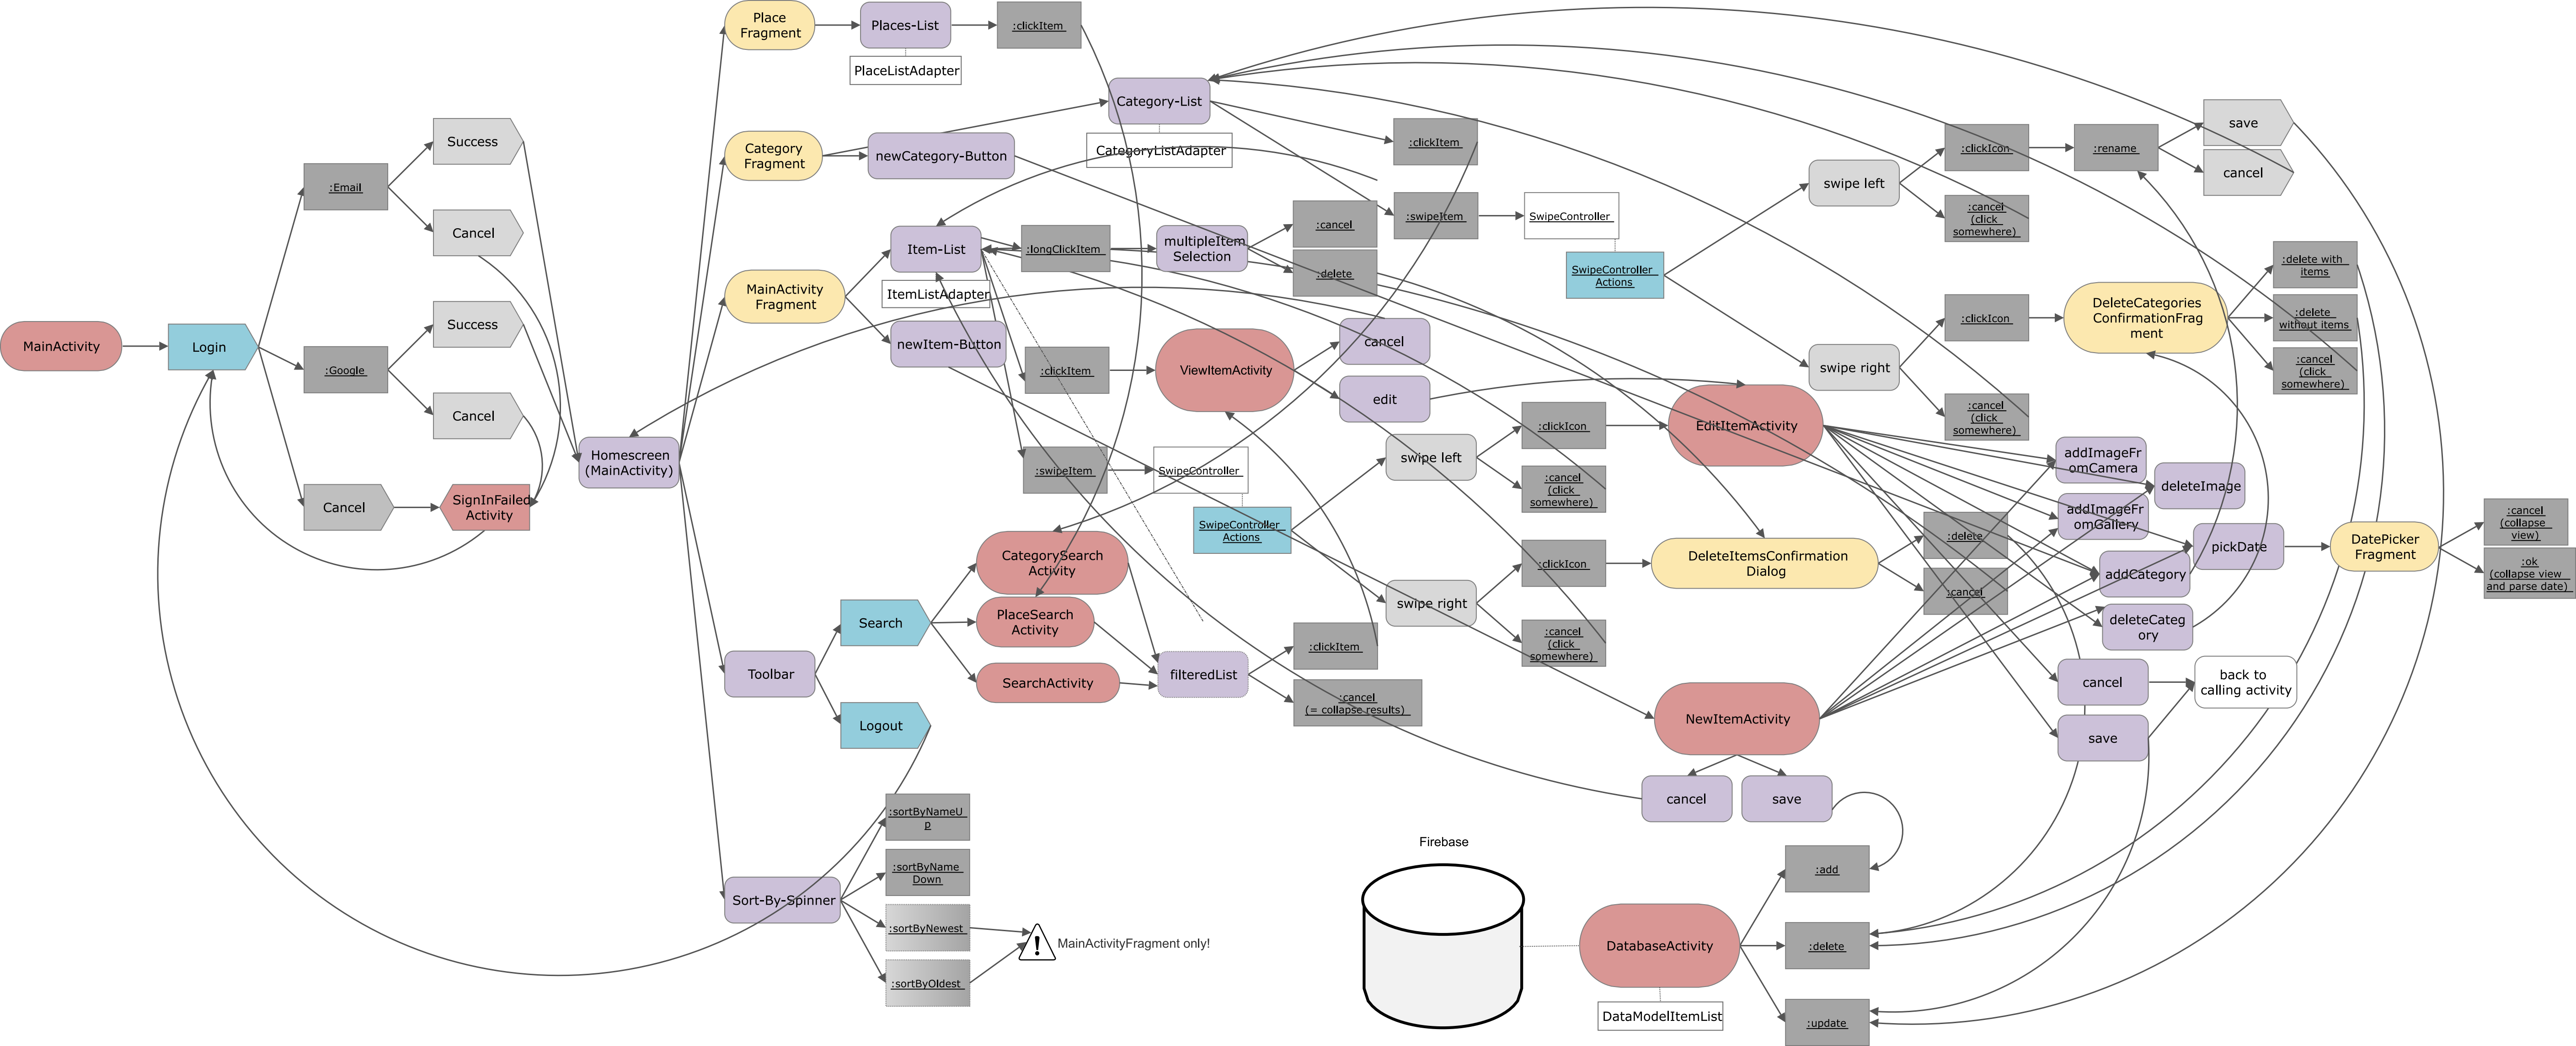 Place
Fragment
Places-List
:clickItem
PlaceListAdapter
Category-List
CategoryListAdapter
Category
Fragment
newCategory-Button
:clickItem
:swipeItem
SwipeController
SwipeController
Actions
swipe left
:clickIcon
:rename
save
cancel
:cancel
(click
somewhere)
swipe right
:clickIcon
DeleteCategories
ConfirmationFrag
ment
:delete with
items
:delete
without items
:cancel
(click
somewhere)
:cancel
(click
somewhere)
MainActivity
Login
:Email
Success
Cancel
:Google
Success
Cancel
Cancel
SignInFailed
Activity
Homescreen
(MainActivity)
MainActivity
Fragment
Item-List
ItemListAdapter
newItem-Button
:longClickItem
multipleItem
Selection
:cancel
:delete
:clickItem
ViewItemActivity
cancel
edit
:swipeItem
SwipeController
SwipeController
Actions
swipe left
:clickIcon
:cancel
(click
somewhere)
swipe right
:clickIcon
:cancel
(click
somewhere)
EditItemActivity
DeleteItemsConfirmation
Dialog
:delete
:cancel
addImageFr
omCamera
deleteImage
addImageFr
omGallery
pickDate
addCategory
deleteCateg
ory
DatePicker
Fragment
:cancel
(collapse
view)
:ok
(collapse view
and parse date)
cancel
save
back to
calling activity
Toolbar
Search
Logout
CategorySearch
Activity
PlaceSearch
Activity
SearchActivity
filteredList
:clickItem
:cancel
(= collapse results)
NewItemActivity
cancel
save
Sort-By-Spinner
:sortByNameU
p
:sortByName
Down
:sortByNewest
:sortByOldest
!
MainActivityFragment only!
Firebase
DatabaseActivity
DataModelItemList
:add
:delete
:update